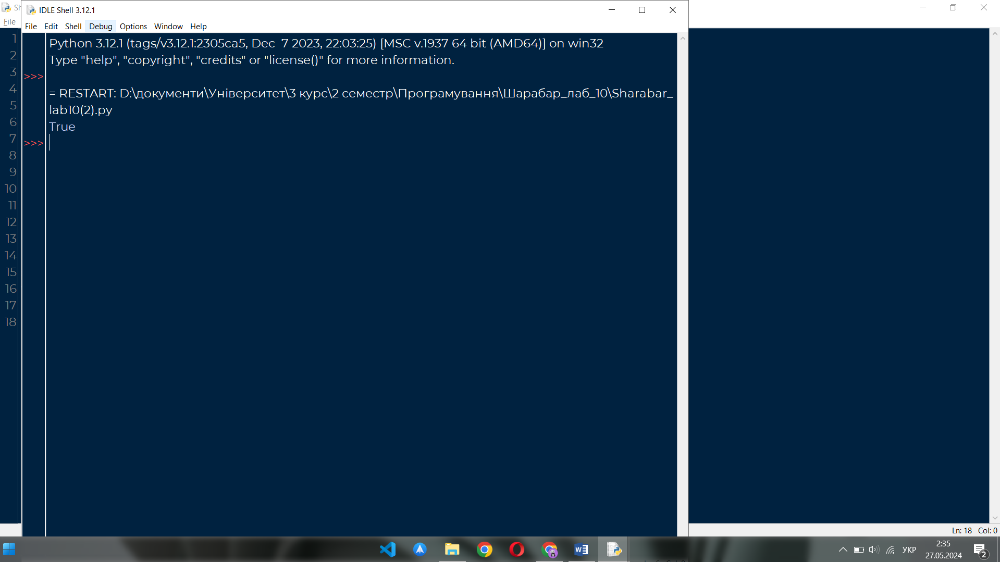 Sh
IDLE Shell 3.12.1
File
File Edit Shell Debug Options Window Help
1
2
3
4
5
6
7
8
9
10
11
12
13
14
15
16
17
18
Python 3.12.1 (tags/v3.12.1:2305ca5, Dec  7 2023, 22:03:25) [MSC v.1937 64 bit (AMD64)] on win32
Type "help", "copyright", "credits" or "license()" for more information.
>>>
= RESTART: D:\документи\Університет\3 курс\2 семестр\Програмування\Шарабар_лаб_10\Sharabar_
lab10(2).py
True
>>>
Ln: 18 Col: 0
УКР
2:35
27.05.2024
2